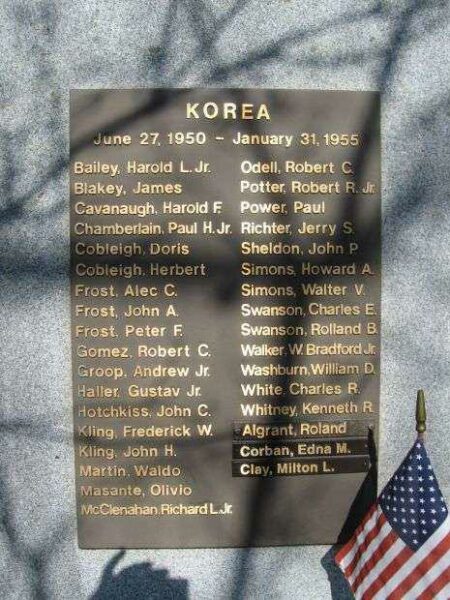 KOREA
June 27, 1950 - January 31, 1955
Bailey, Harold L. Jr.
Blakey, James
Cavanaugh, Harold F.
Chamberlain, Paul H. Jr.
Cobleigh, Doris
Cobleigh, Herbert
Frost, Alec C.
Frost, John A.
Frost, Peter F.
Gomez, Robert C.
Groop, Andrew Jr.
Haller, Gustav Jr.
Hotchkiss, John C.
Kling, Frederick W.
Kling, John H.
Martin, Waldo
Masante, Olivio
McClenahan, Richard L. Jr.
Odell, Robert C.
Potter, Robert R. Jr.
Power, Paul
Richter, Jerry S.
Sheldon, John P.
Simons, Howard A.
Simons, Walter V.
Swanson, Charles E.
Swanson, Rolland B.
Walker, W. Bradford Jr.
Washburn, William D.
White, Charles R.
Whitney, Kenneth R.
Algrant, Roland
Corban, Edna M.
Clay, Milton L.